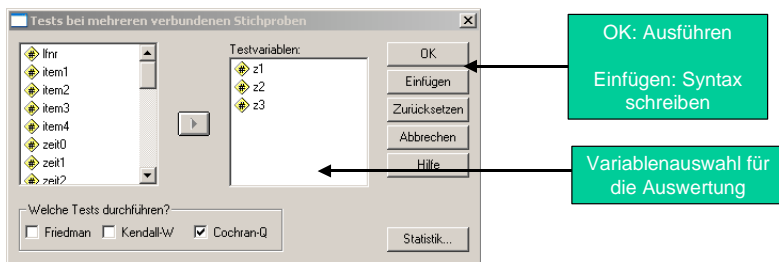 Tests bei mehreren verbundenen Stichproben
lfnr
item1
item2
item3
item4
zeit0
zeit1
zeit2
Testvariablen:
z1
z2
z3
OK
Einfügen
Zurücksetzen
Abbrechen
Hilfe
Welche Tests durchführen?
Friedman Kendall-W Cochran-Q
Statistik...
OK: Ausführen
Einfügen: Syntax
schreiben
Variablenauswahl für
die Auswertung